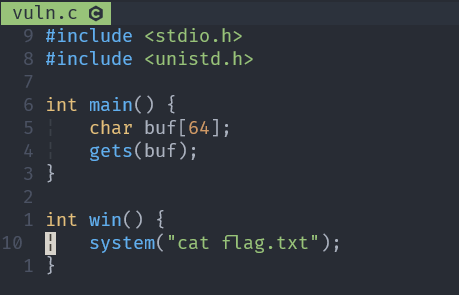 vuln.c C
9 #include <stdio.h>
8 #include <unistd.h>
7
6 int main() {
5     char buf[64];
4     gets(buf);
3 }
2
1 int win() {
10     system("cat flag.txt");
1 }